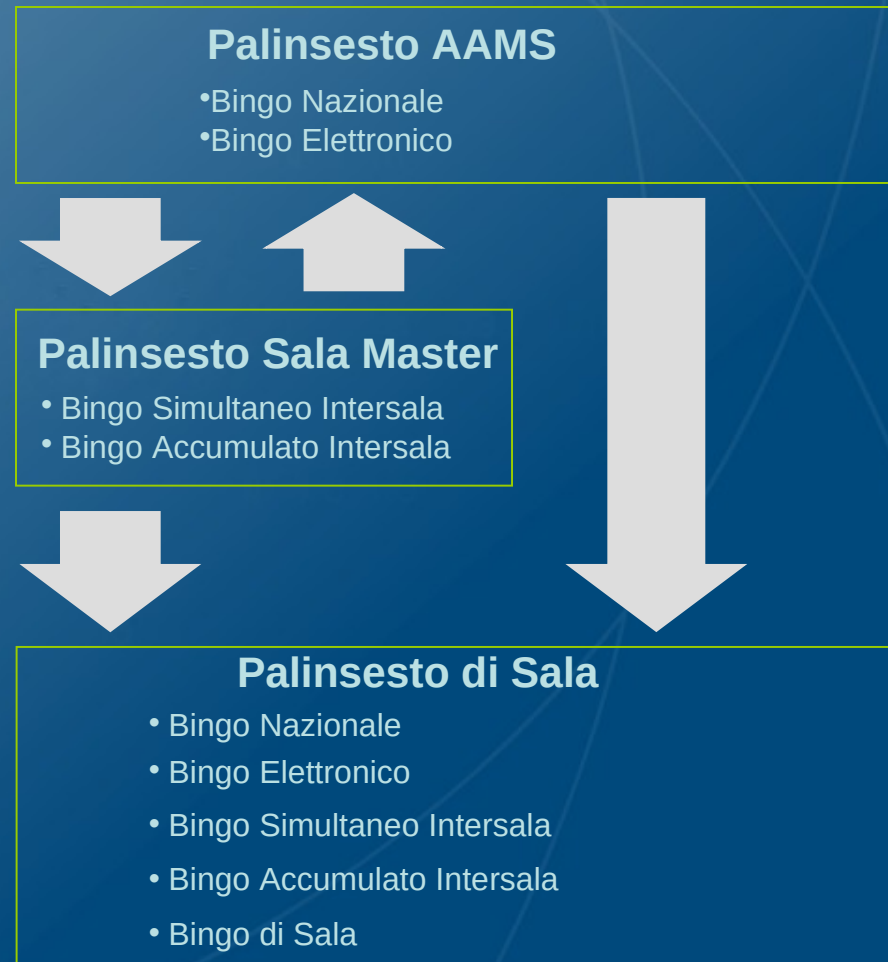 Palinsesto AAMS
•Bingo Nazionale
•Bingo Elettronico
Palinsesto Sala Master
• Bingo Simultaneo Intersala
• Bingo Accumulato Intersala
Palinsesto di Sala
• Bingo Nazionale
• Bingo Elettronico
• Bingo Simultaneo Intersala
• Bingo Accumulato Intersala
• Bingo di Sala